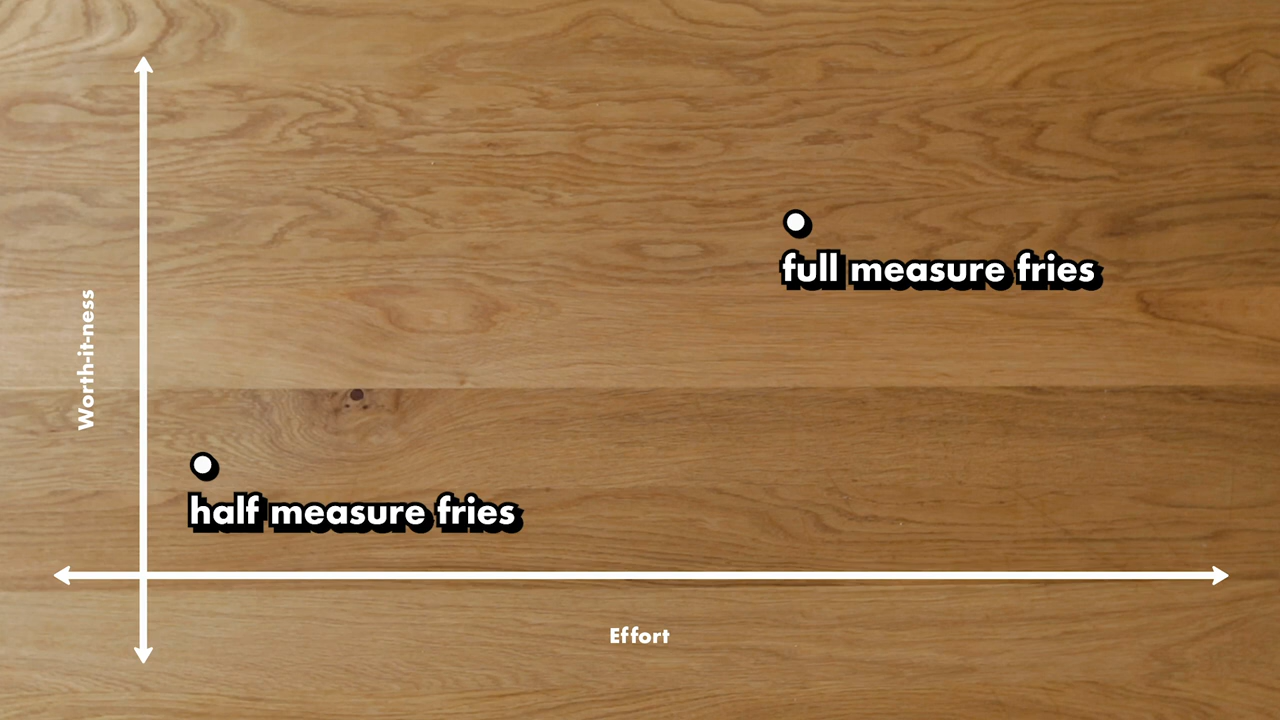 full measure fries
Worth-it-ness
half measure fries
Effort